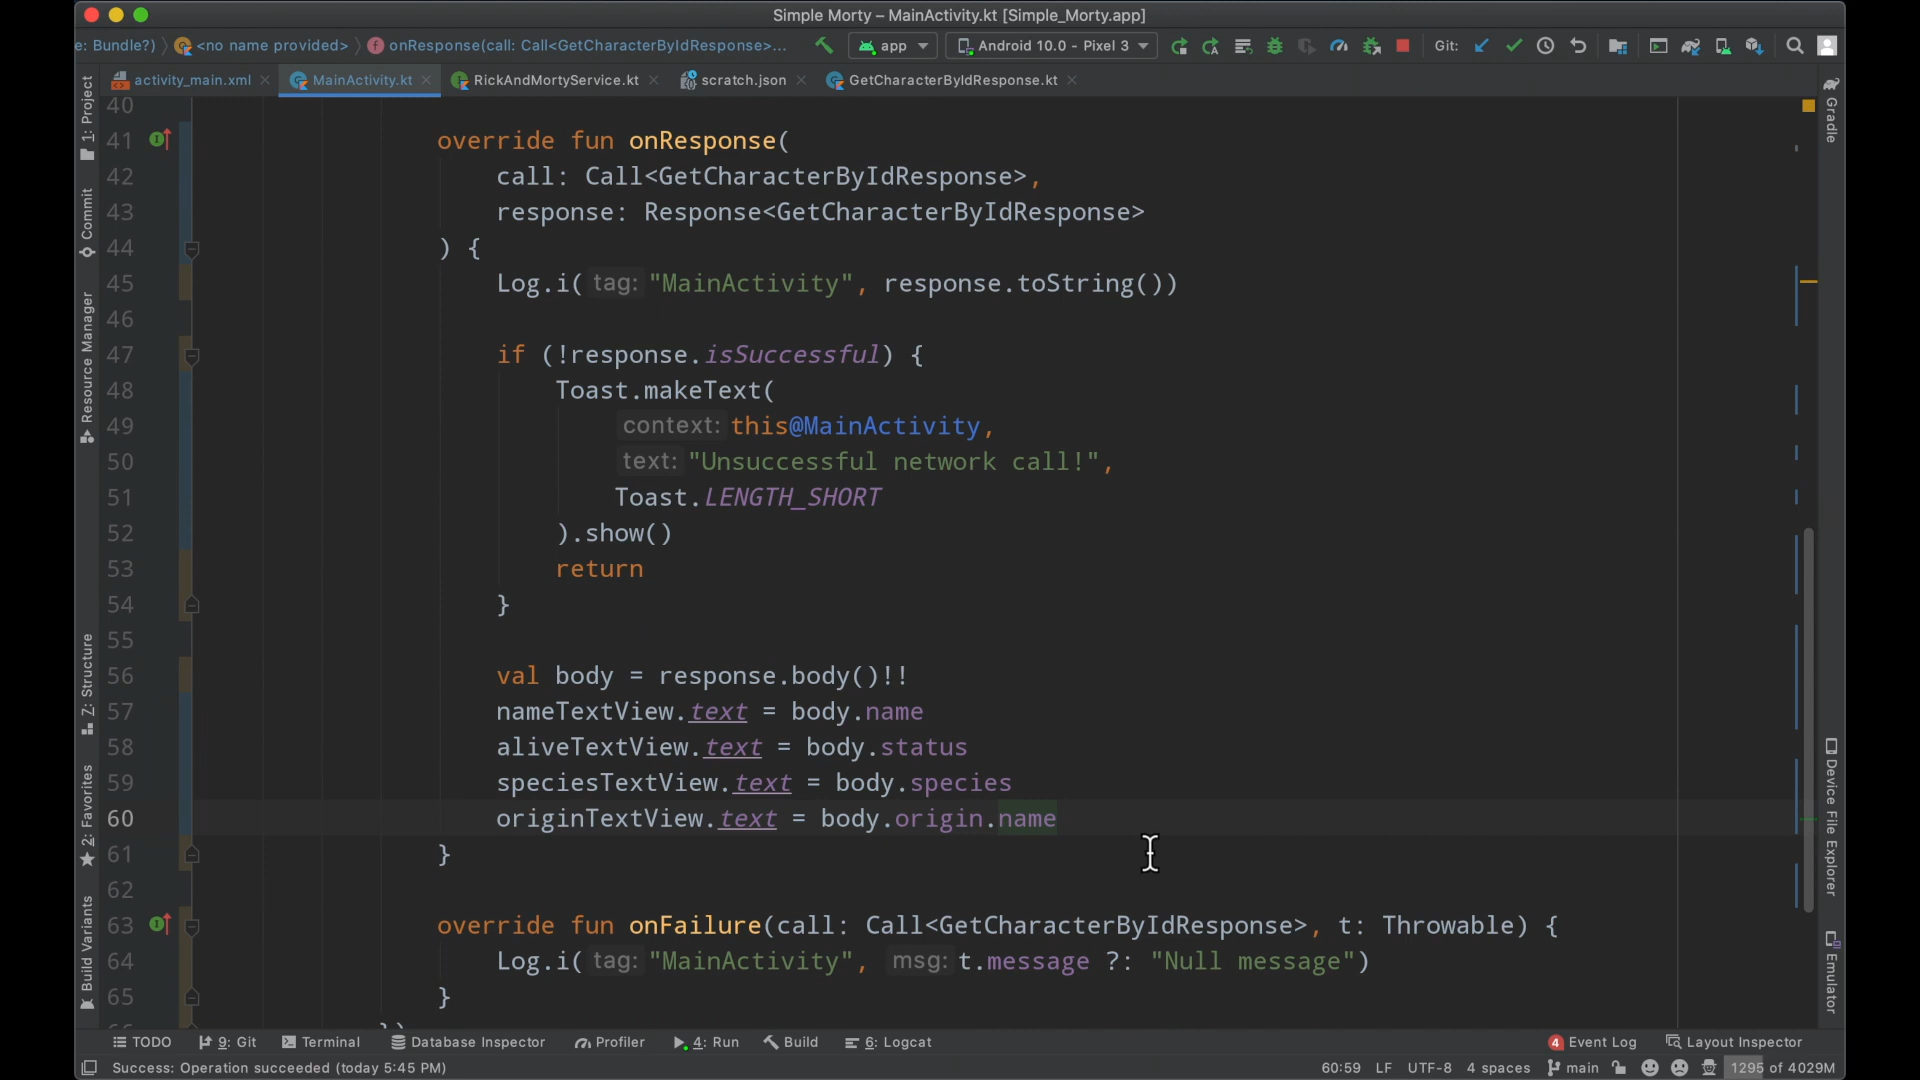 Simple Morty – MainActivity.kt [Simple_Morty.app]
e: Bundle?) <no name provided> onResponse(call: Call<GetCharacterByIdResponse>... app Android 10.0 - Pixel 3 Git:
activity_main.xml MainActivity.kt RickAndMortyService.kt scratch.json GetCharacterByIdResponse.kt
1: Project
Commit
Resource Manager
7: Structure
2: Favorites
Build Variants
40
41 override fun onResponse(
42 call: Call<GetCharacterByIdResponse>,
43 response: Response<GetCharacterByIdResponse>
44 ) {
45 Log.i( tag: "MainActivity", response.toString())
46
47 if (!response.isSuccessful) {
48 Toast.makeText(
49 context: this@MainActivity,
50 text: "Unsuccessful network call!",
51 Toast.LENGTH_SHORT
52 ).show()
53 return
54 }
55
56 val body = response.body()!!
57 nameTextView.text = body.name
58 aliveTextView.text = body.status
59 speciesTextView.text = body.species
60 originTextView.text = body.origin.name
61 }
62
63 override fun onFailure(call: Call<GetCharacterByIdResponse>, t: Throwable) {
64 Log.i( tag: "MainActivity", msg: t.message ?: "Null message")
65 }
Gradle
Device File Explorer
Emulator
TODO 9: Git Terminal Database Inspector Profiler 4: Run Build 6: Logcat 4 Event Log Layout Inspector
Success: Operation succeeded (today 5:45 PM) 60:59 LF UTF-8 4 spaces main 1295 of 4029M